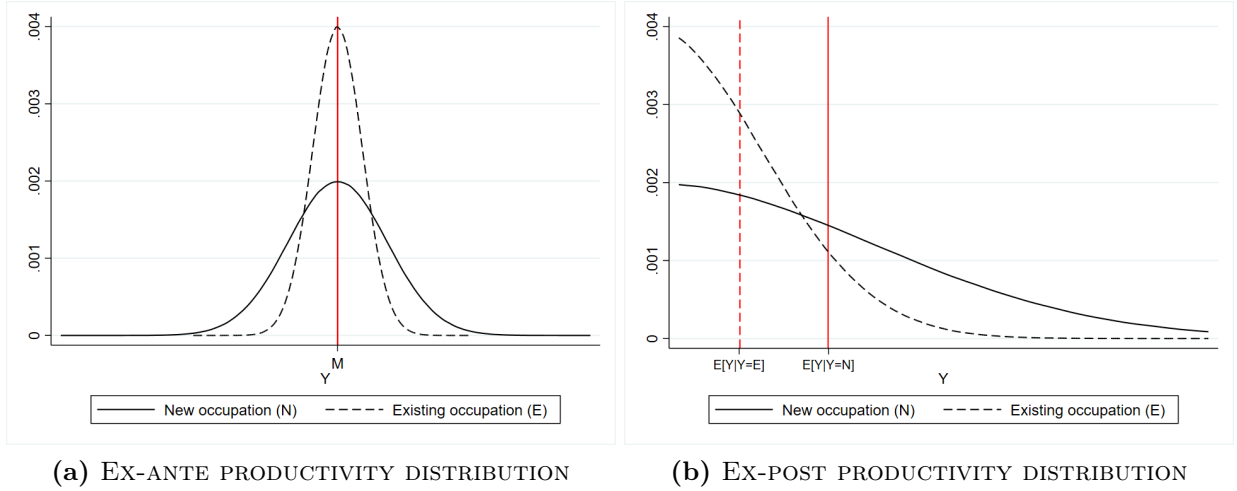 .004
.003
.002
.001
0
M
Y
New occupation (N) Existing occupation (E)
(a) Ex-ante productivity distribution
.004
.003
.002
.001
0
E[Y|Y=E] E[Y|Y=N]
Y
New occupation (N) Existing occupation (E)
(b) Ex-post productivity distribution